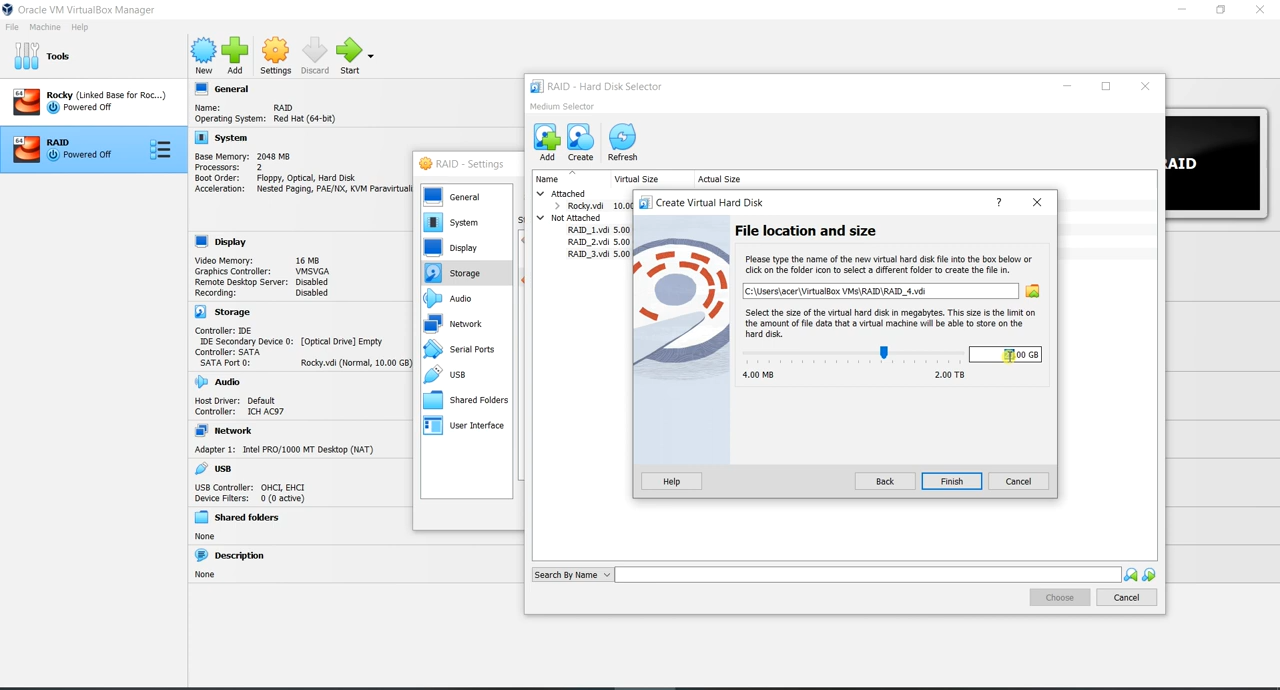 Oracle VM VirtualBox Manager
File Machine Help
Tools
New Add Settings Discard Start
64 Rocky (Linked Base for Roc...)
Powered Off
64 RAID
Powered Off
General
Name: RAID
Operating System: Red Hat (64-bit)
System
Base Memory: 2048 MB
Processors: 2
Boot Order: Floppy, Optical, Hard Disk
Acceleration: Nested Paging, PAE/NX, KVM Paravirtuali
Display
Video Memory: 16 MB
Graphics Controller: VMSVGA
Remote Desktop Server: Disabled
Recording: Disabled
Storage
Controller: IDE
IDE Secondary Device 0: [Optical Drive] Empty
Controller: SATA
SATA Port 0: Rocky.vdi (Normal, 10.00 GB)
Audio
Host Driver: Default
Controller: ICH AC97
Network
Adapter 1: Intel PRO/1000 MT Desktop (NAT)
USB
USB Controller: OHCI, EHCI
Device Filters: 0 (0 active)
Shared folders
None
Description
None
RAID - Settings
General
System
Display
Storage
Audio
Network
Serial Ports
USB
Shared Folders
User Interface
RAID - Hard Disk Selector
Medium Selector
Add Create Refresh
Name Virtual Size Actual Size
Attached
Rocky.vdi 10.00
Not Attached
RAID_1.vdi 5.00
RAID_2.vdi 5.00
RAID_3.vdi 5.00
Create Virtual Hard Disk
File location and size
Please type the name of the new virtual hard disk file into the box below or
click on the folder icon to select a different folder to create the file in.
C:\Users\acer\VirtualBox VMs\RAID\RAID_4.vdi
Select the size of the virtual hard disk in megabytes. This size is the limit on
the amount of file data that a virtual machine will be able to store on the
hard disk.
00 GB
4.00 MB 2.00 TB
Help Back Finish Cancel
Search By Name
Choose Cancel
RAID